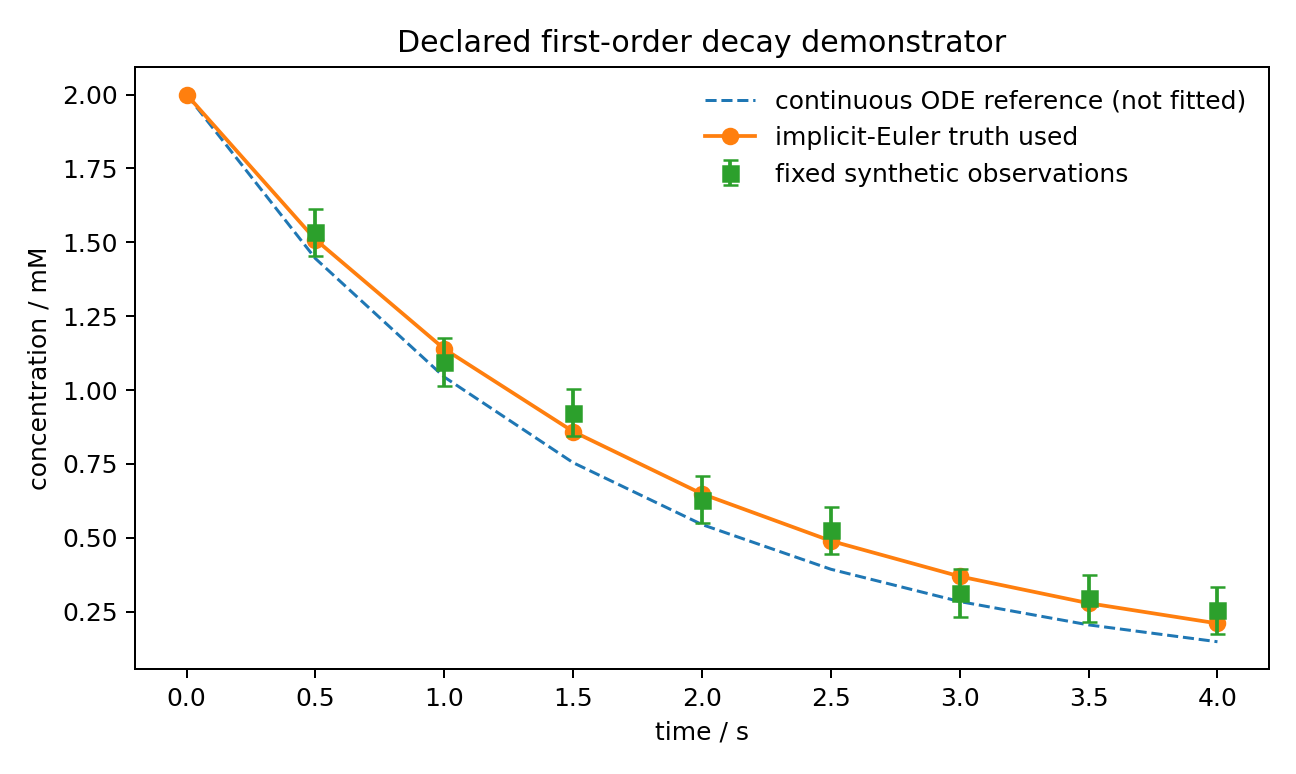 Declared first-order decay demonstrator
continuous ODE reference (not fitted)
implicit-Euler truth used
fixed synthetic observations
concentration / mM
2.00
1.75
1.50
1.25
1.00
0.75
0.50
0.25
0.0 0.5 1.0 1.5 2.0 2.5 3.0 3.5 4.0
time / s